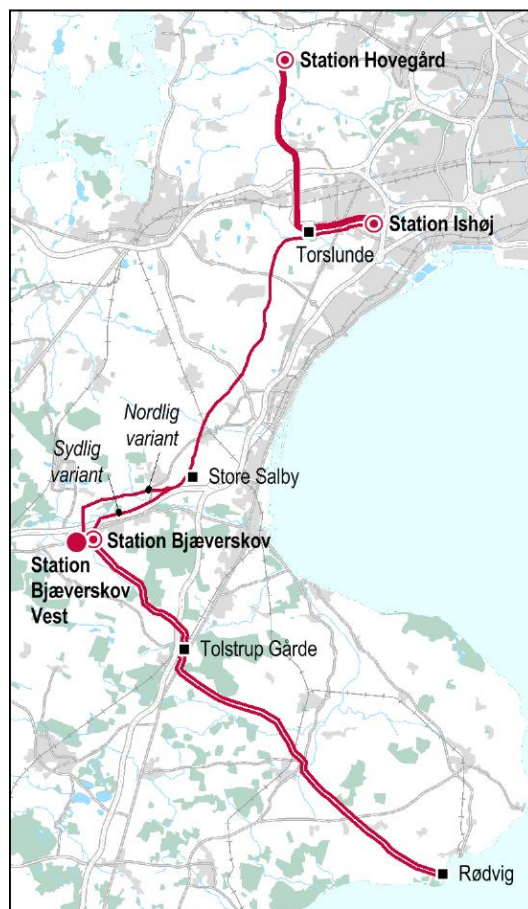 Station Hovegård
Station Ishøj
Torslunde
Nordlig
variant
Sydlig
variant
Store Salby
Station Bjæverskov
Station
Bjæverskov
Vest
Tolstrup Gårde
Rødvig